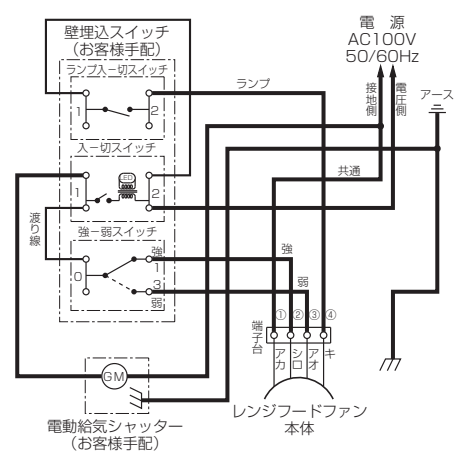 壁埋込スイッチ
(お客様手配)
ランプ入ー切スイッチ
1
2
入ー切スイッチ
LED
1
2
渡り線
強ー弱スイッチ
0
強
1
3
弱
GM
電動給気シャッター
(お客様手配)
電 源
AC100V
50/60Hz
接地側
電圧側
アース
ランプ
共通
強
弱
① ② ③ ④
端子台
アカ
シロ
アオ
キ
レンジフードファン
本体